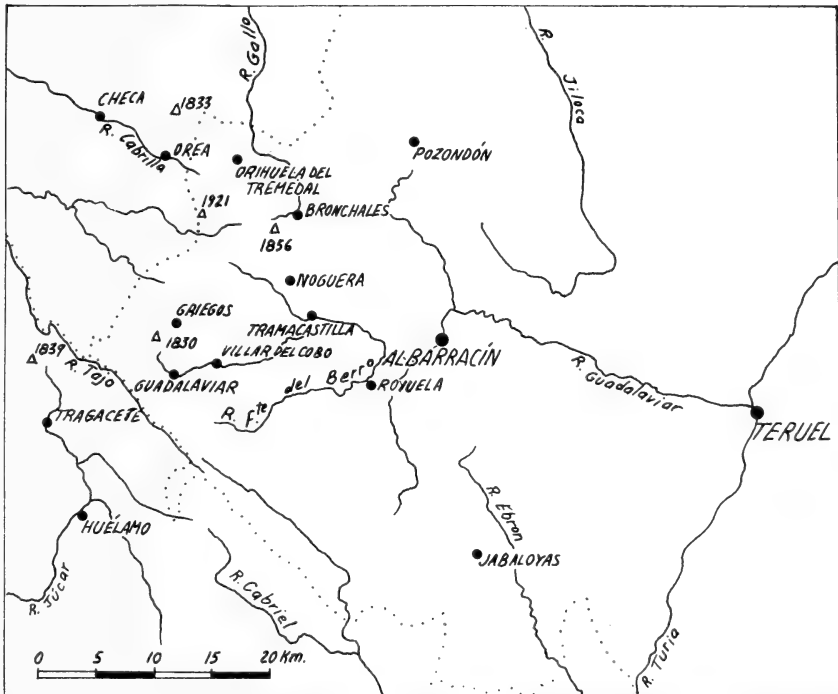 R. Gallo
R. Jiloca
CHECA
1833
R. Cabrilla
OREA
ORIHUELA DEL
TREMEDAL
POZONDÓN
1921
BRONCHALES
1856
NOGUERA
GRIEGOS
TRAMACASTILLA
1830
VILLAR DEL COBO
ALBARRACÍN
1839
R. Tajo
GUADALAVIAR
R. Fte del Berro
ROYUELA
R. Guadalaviar
TRAGACETE
TERUEL
R. Ebron
HUÉLAMO
JABALOYAS
R. Júcar
R. Cabriel
R. Turia
0 5 10 15 20 Km.